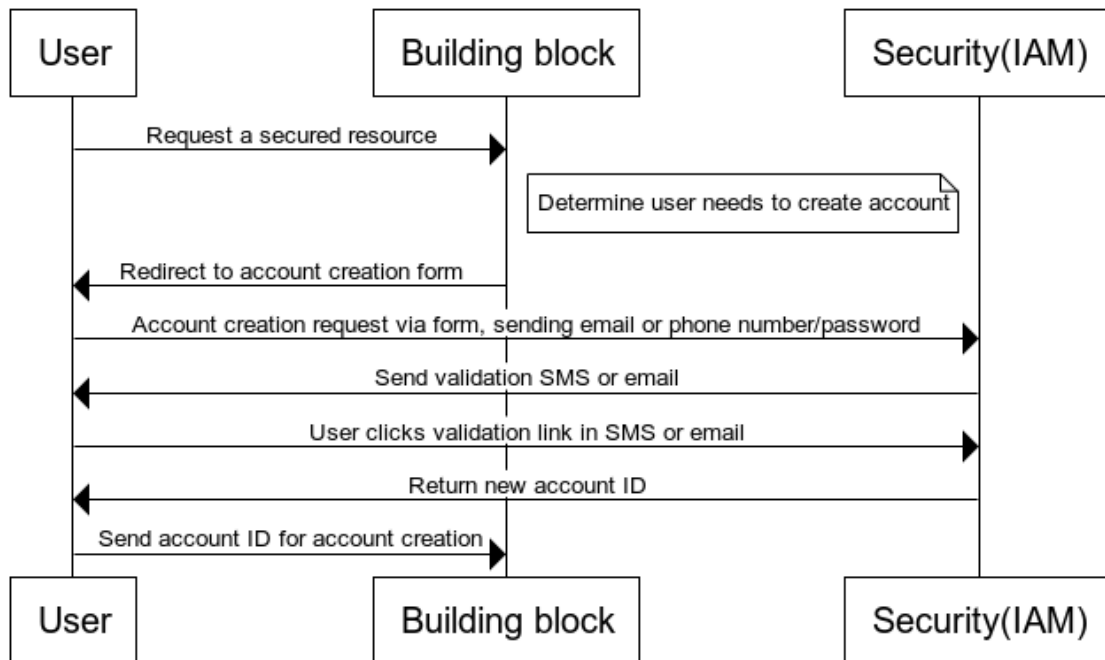 User
Building block
Security(IAM)
Request a secured resource
Determine user needs to create account
Redirect to account creation form
Account creation request via form, sending email or phone number/password
Send validation SMS or email
User clicks validation link in SMS or email
Return new account ID
Send account ID for account creation
User
Building block
Security(IAM)